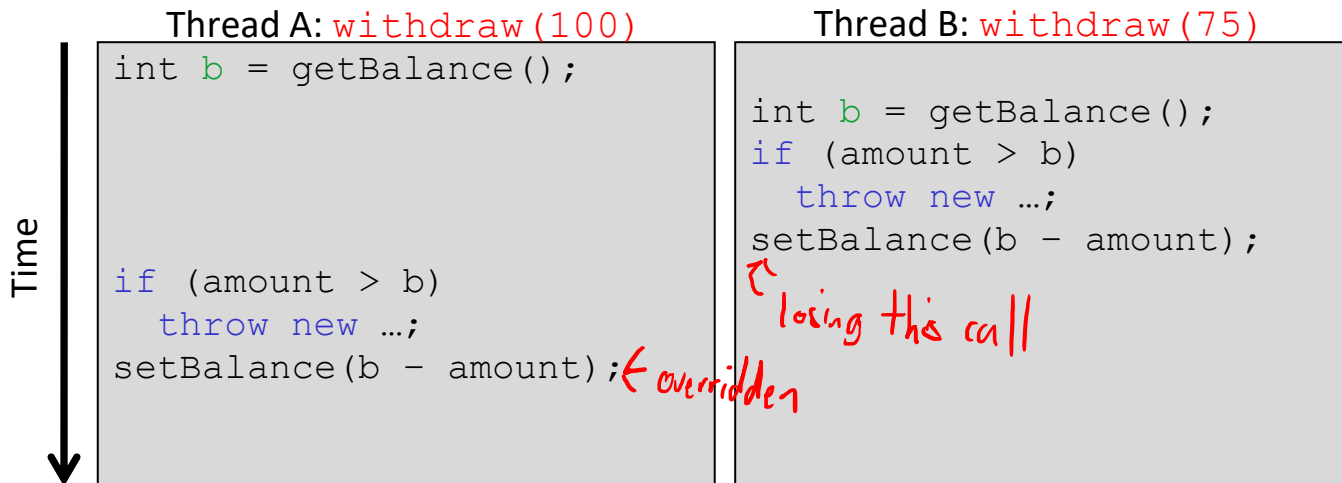 Thread A: withdraw(100)
int b = getBalance();
if (amount > b)
throw new …;
setBalance(b – amount);
← overridden
Thread B: withdraw(75)
int b = getBalance();
if (amount > b)
throw new …;
setBalance(b – amount);
losing this call
Time